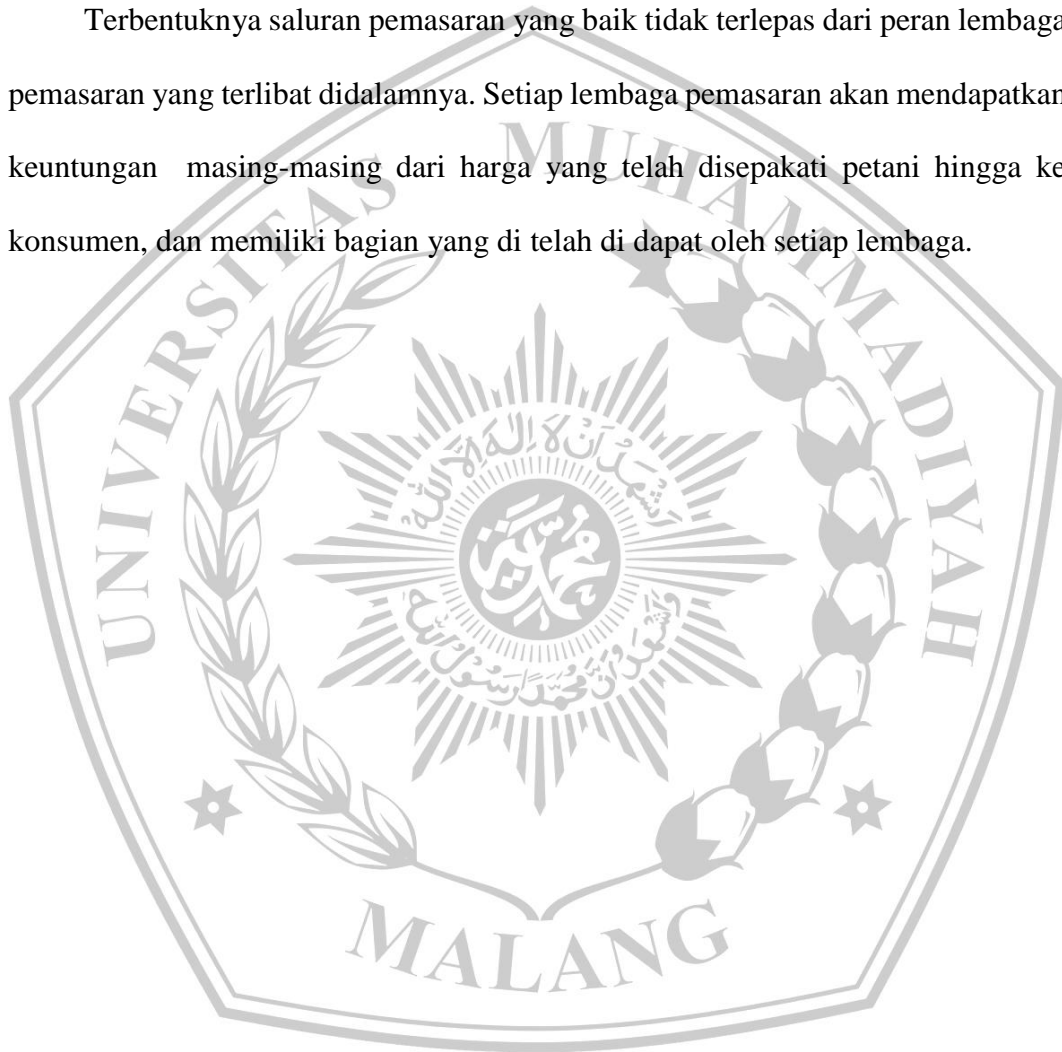 Terbentuknya saluran pemasaran yang baik tidak terlepas dari peran lembaga
pemasaran yang terlibat didalamnya. Setiap lembaga pemasaran akan mendapatkan
keuntungan masing-masing dari harga yang telah disepakati petani hingga ke
konsumen, dan memiliki bagian yang di telah di dapat oleh setiap lembaga.
UNIVERSITAS MUHAMMADIYAH
MALANG